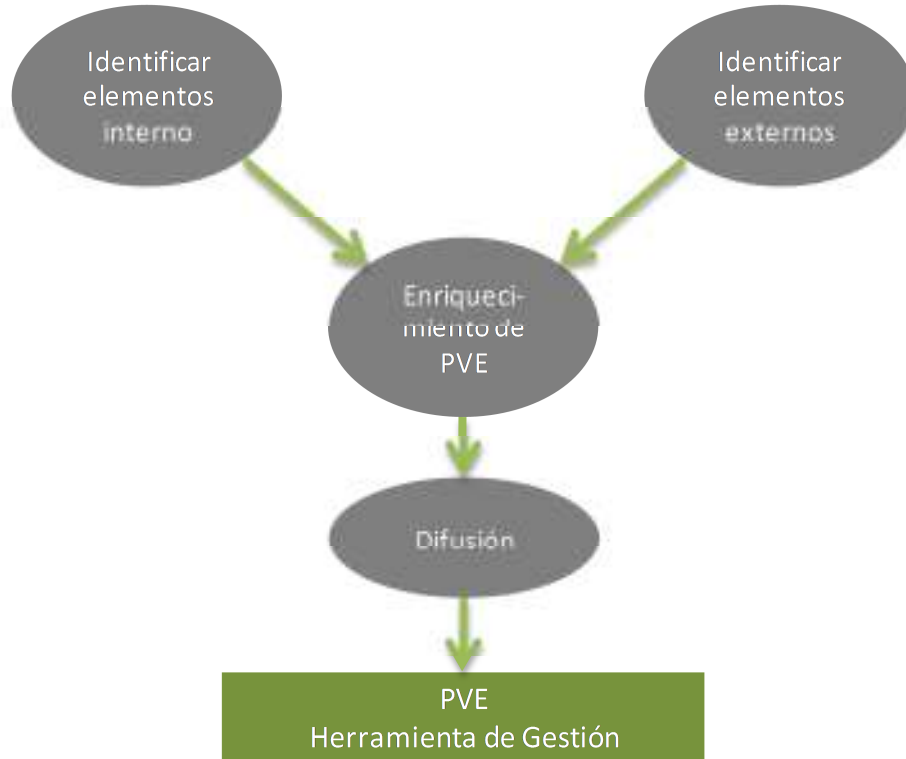 Identificar
elementos
interno
Identificar
elementos
externos
Enriqueci-
miento de
PVE
Difusión
PVE
Herramienta de Gestión